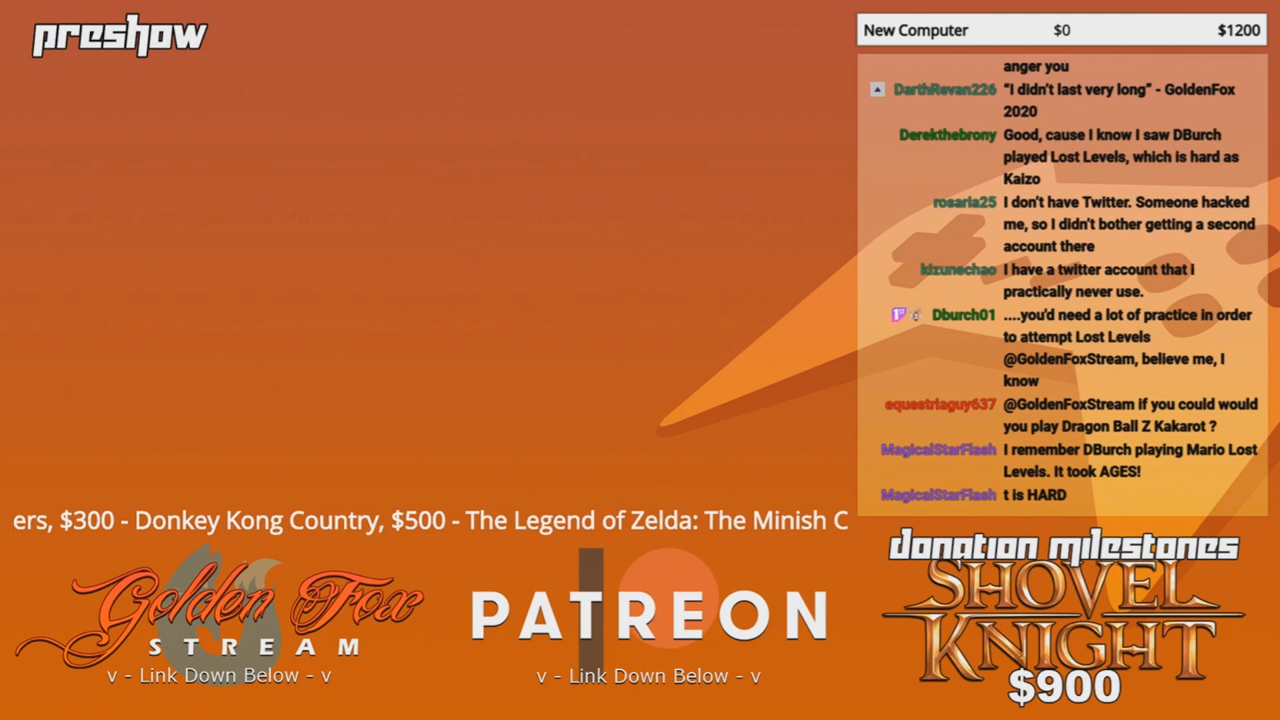 preshow
New Computer $0 $1200
anger you
DarthRevan226 "I didn't last very long" - GoldenFox
2020
Derekthebrony Good, cause I know I saw DBurch
played Lost Levels, which is hard as
Kaizo
rosaria25 I don't have Twitter. Someone hacked
me, so I didn't bother getting a second
account there
kizunechao I have a twitter account that i
practically never use.
1ST Dburch01 ....you'd need a lot of practice in order
to attempt Lost Levels
@GoldenFoxStream, believe me, I
know
equestriaguy637 @GoldenFoxStream if you could would
you play Dragon Ball Z Kakarot ?
MagicalStarFlash I remember DBurch playing Mario Lost
Levels. It took AGES!
MagicalStarFlash t is HARD
ers, $300 - Donkey Kong Country, $500 - The Legend of Zelda: The Minish C
Golden Fox
STREAM
v - Link Down Below - v
PATREON
v - Link Down Below - v
donation milestones
SHOVEL
KNIGHT
$900